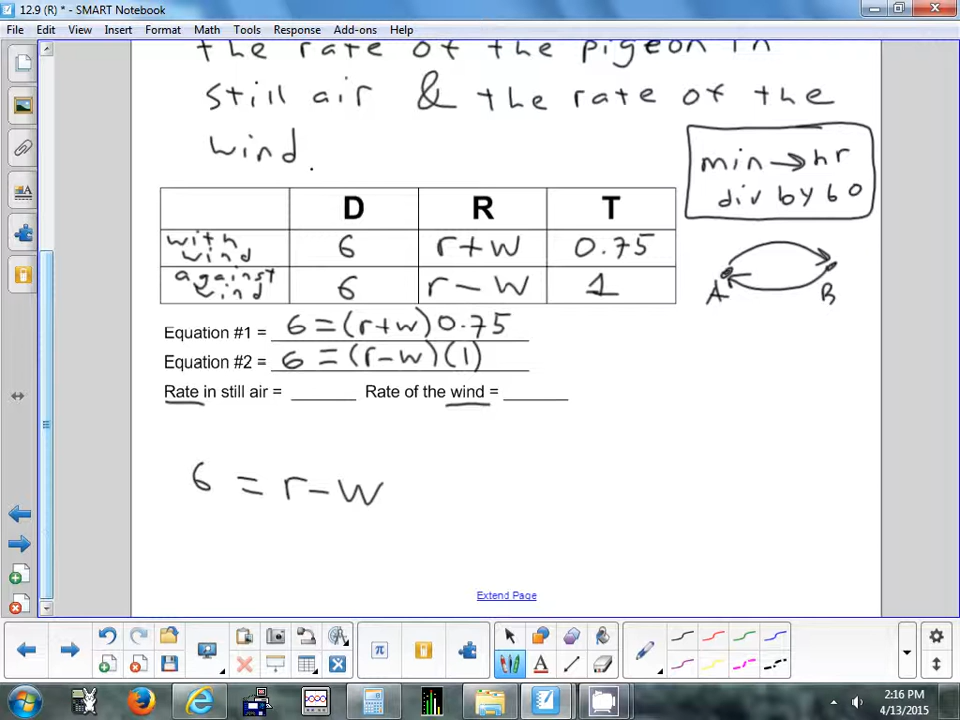 12.9 (R) * - SMART Notebook
File Edit View Insert Format Math Tools Response Add-ons Help
the rate of the pigeon in
still air & the rate of the
wind.
min → hr
div by 60
D R T
with wind 6 r+w 0.75
against wind 6 r-w 1
A B
Equation #1 = 6=(r+w)0.75
Equation #2 = 6=(r-w)(1)
Rate in still air = ______ Rate of the wind = ______
6 = r-w
Extend Page
2:16 PM
4/13/2015